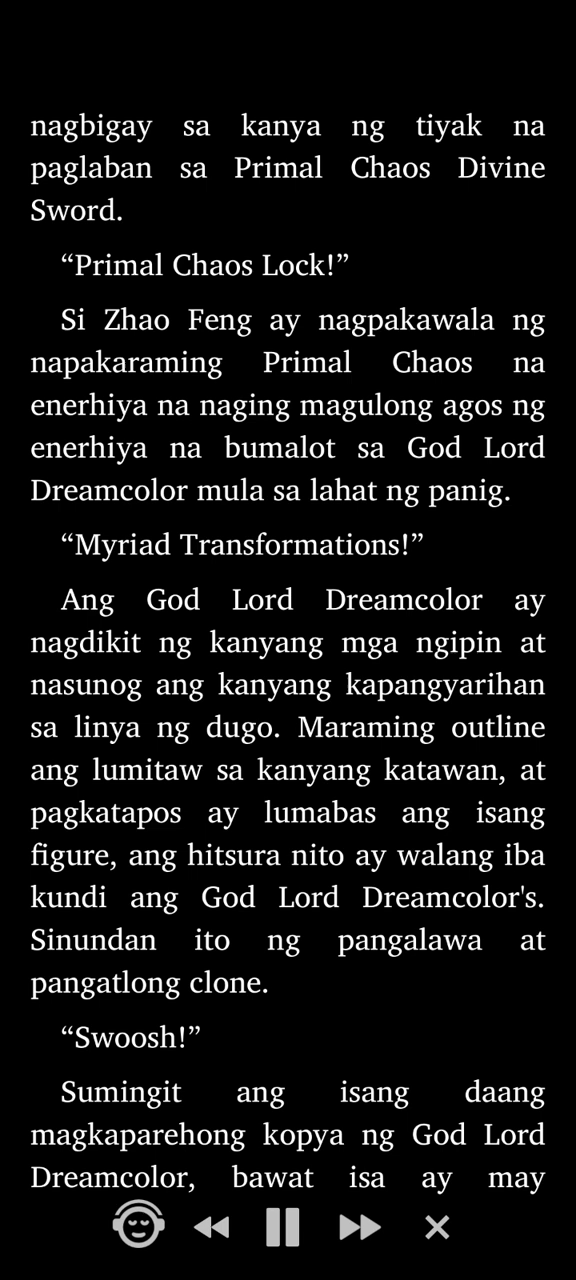 nagbigay sa kanya ng tiyak na
paglaban sa Primal Chaos Divine
Sword.
“Primal Chaos Lock!”
Si Zhao Feng ay nagpakawala ng
napakaraming Primal Chaos na
enerhiya na naging magulong agos ng
enerhiya na bumalot sa God Lord
Dreamcolor mula sa lahat ng panig.
“Myriad Transformations!”
Ang God Lord Dreamcolor ay
nagdikit ng kanyang mga ngipin at
nasunog ang kanyang kapangyarihan
sa linya ng dugo. Maraming outline
ang lumitaw sa kanyang katawan, at
pagkatapos ay lumabas ang isang
figure, ang hitsura nito ay walang iba
kundi ang God Lord Dreamcolor's.
Sinundan ito ng pangalawa at
pangatlong clone.
“Swoosh!”
Sumingit ang isang daang
magkaparehong kopya ng God Lord
Dreamcolor, bawat isa ay may